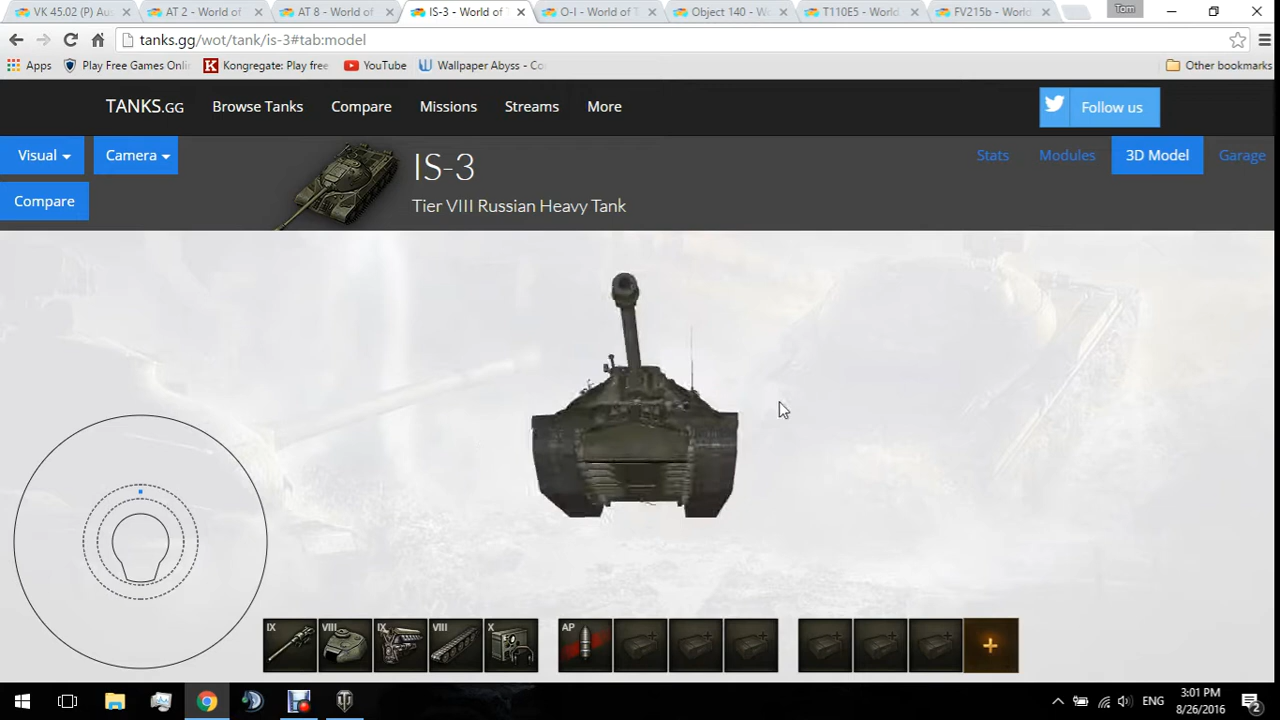 VK 45.02 (P) Au
AT 2 - World of
AT 8 - World of
IS-3 - World of T
O-I - World of T
Object 140 - Wo
T110E5 - World
FV215b - World
Tom
tanks.gg/wot/tank/is-3#tab:model
Apps Play Free Games Onli Kongregate: Play free YouTube Wallpaper Abyss - Co Other bookmarks
TANKS.GG Browse Tanks Compare Missions Streams More Follow us
Visual Camera IS-3 Stats Modules 3D Model Garage
Compare Tier VIII Russian Heavy Tank
IX VIII IX VIII X AP
ENG 3:01 PM
8/26/2016 2